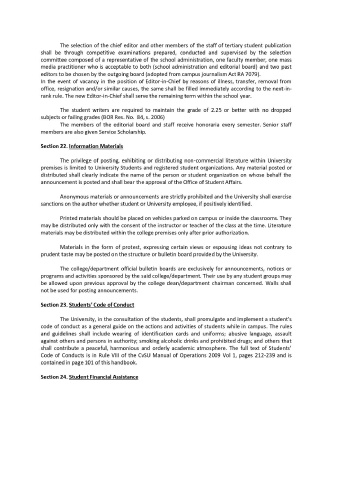 The selection of the chief editor and other members of the staff of tertiary student publication
shall be through competitive examinations prepared, conducted and supervised by the selection
committee composed of a representative of the school administration, one faculty member, one mass
media practitioner who is acceptable to both (school administration and editorial board) and two past
editors to be chosen by the outgoing board (adopted from campus journalism Act RA 7079).
In the event of vacancy in the position of Editor-in-Chief by reasons of illness, transfer, removal from
office, resignation and/or similar causes, the same shall be filled immediately according to the next-in-
rank rule. The new Editor-in-Chief shall serve the remaining term within the school year.
The student writers are required to maintain the grade of 2.25 or better with no dropped
subjects or failing grades (BOR Res. No. 84, s. 2006)
The members of the editorial board and staff receive honoraria every semester. Senior staff
members are also given Service Scholarship.
Section 22. Information Materials
The privilege of posting, exhibiting or distributing non-commercial literature within University
premises is limited to University Students and registered student organizations. Any material posted or
distributed shall clearly indicate the name of the person or student organization on whose behalf the
announcement is posted and shall bear the approval of the Office of Student Affairs.
Anonymous materials or announcements are strictly prohibited and the University shall exercise
sanctions on the author whether student or University employee, if positively identified.
Printed materials should be placed on vehicles parked on campus or inside the classrooms. They
may be distributed only with the consent of the instructor or teacher of the class at the time. Literature
materials may be distributed within the college premises only after prior authorization.
Materials in the form of protest, expressing certain views or espousing ideas not contrary to
prudent taste may be posted on the structure or bulletin board provided by the University.
The college/department official bulletin boards are exclusively for announcements, notices or
programs and activities sponsored by the said college/department. Their use by any student groups may
be allowed upon previous approval by the college dean/department chairman concerned. Walls shall
not be used for posting announcements.
Section 23. Students' Code of Conduct
The University, in the consultation of the students, shall promulgate and implement a student's
code of conduct as a general guide on the actions and activities of students while in campus. The rules
and guidelines shall include wearing of identification cards and uniforms; abusive language, assault
against others and persons in authority; smoking alcoholic drinks and prohibited drugs; and others that
shall contribute a peaceful, harmonious and orderly academic atmosphere. The full text of Students'
Code of Conducts is in Rule VIII of the CvSU Manual of Operations 2009 Vol 1, pages 212-239 and is
contained in page 101 of this handbook.
Section 24. Student Financial Assistance